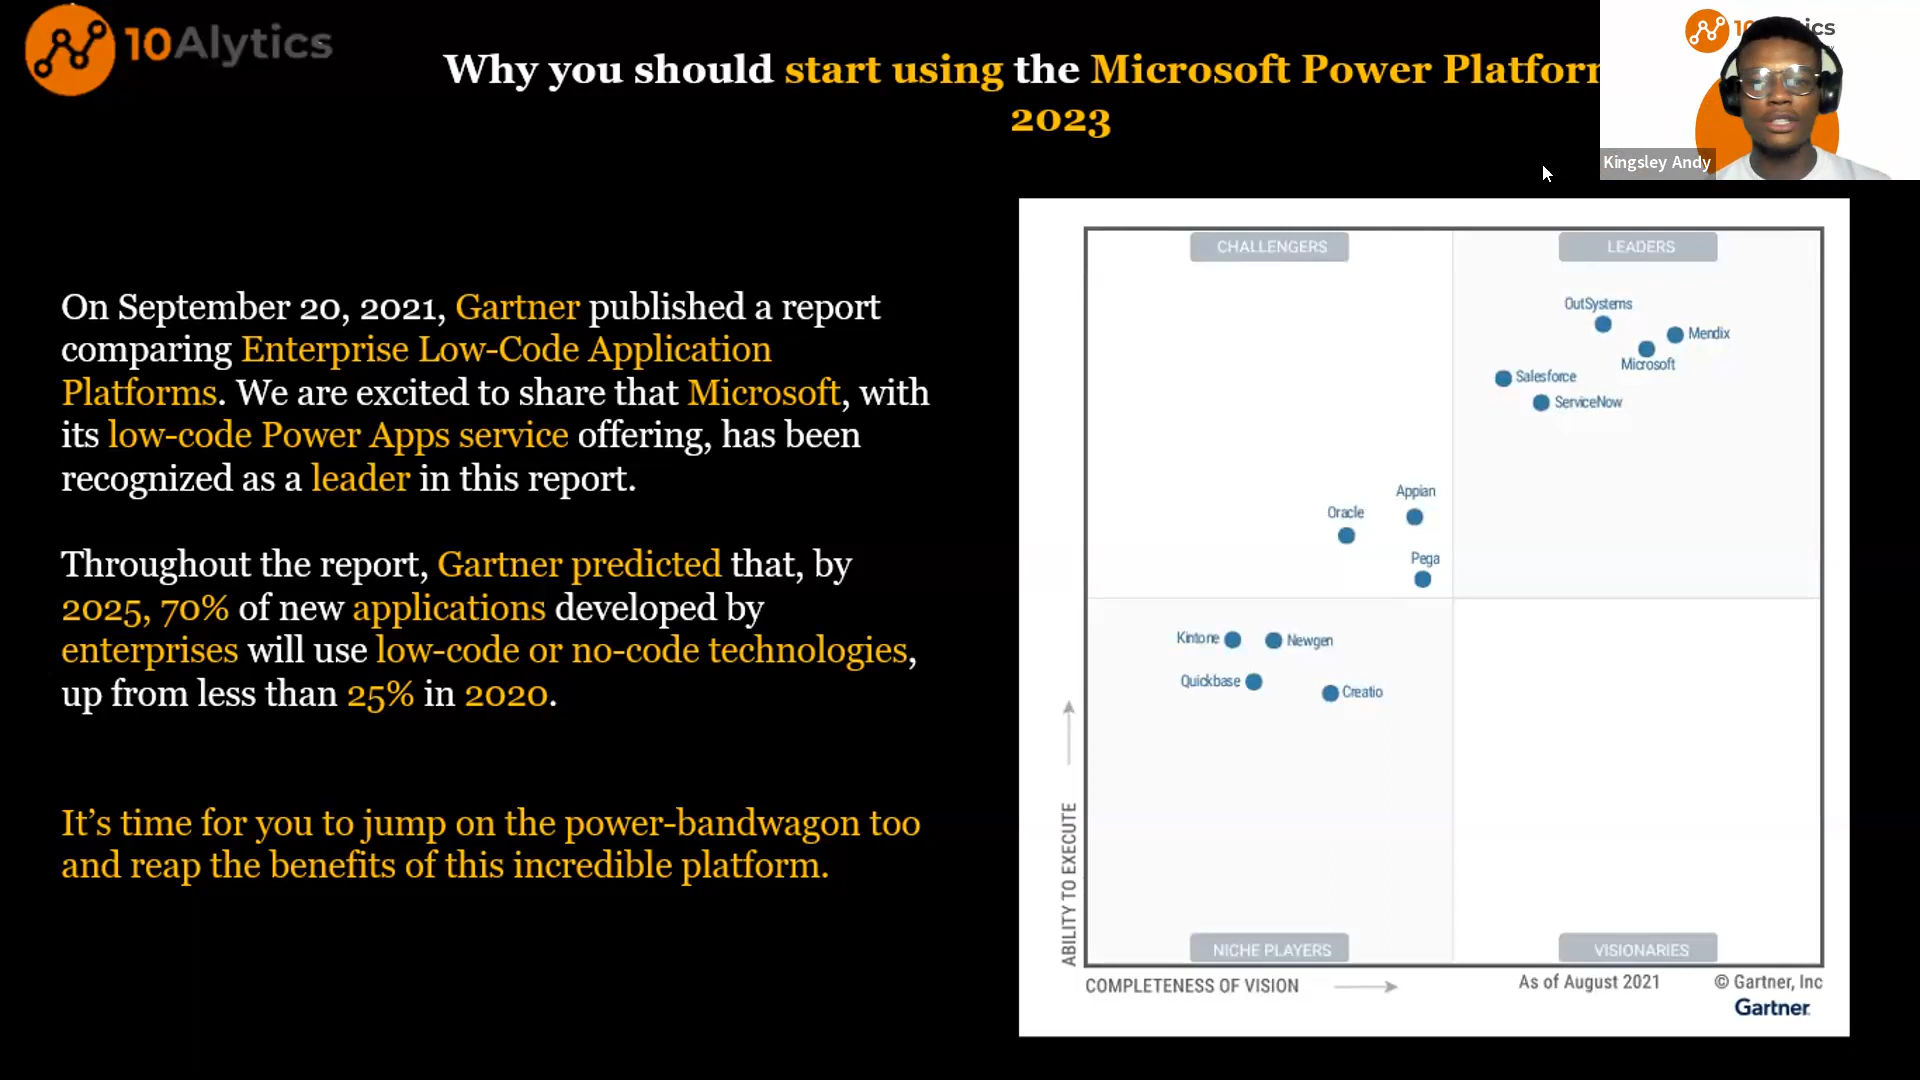 10Alytics
Why you should start using the Microsoft Power Platform
2023
Kingsley Andy
On September 20, 2021, Gartner published a report
comparing Enterprise Low-Code Application
Platforms. We are excited to share that Microsoft, with
its low-code Power Apps service offering, has been
recognized as a leader in this report.
Throughout the report, Gartner predicted that, by
2025, 70% of new applications developed by
enterprises will use low-code or no-code technologies,
up from less than 25% in 2020.
It's time for you to jump on the power-bandwagon too
and reap the benefits of this incredible platform.
CHALLENGERS
LEADERS
OutSystems
Mendix
Microsoft
Salesforce
ServiceNow
Appian
Oracle
Pega
Kintone
Newgen
Quickbase
Creatio
ABILITY TO EXECUTE
NICHE PLAYERS
VISIONARIES
COMPLETENESS OF VISION
As of August 2021
© Gartner, Inc
Gartner